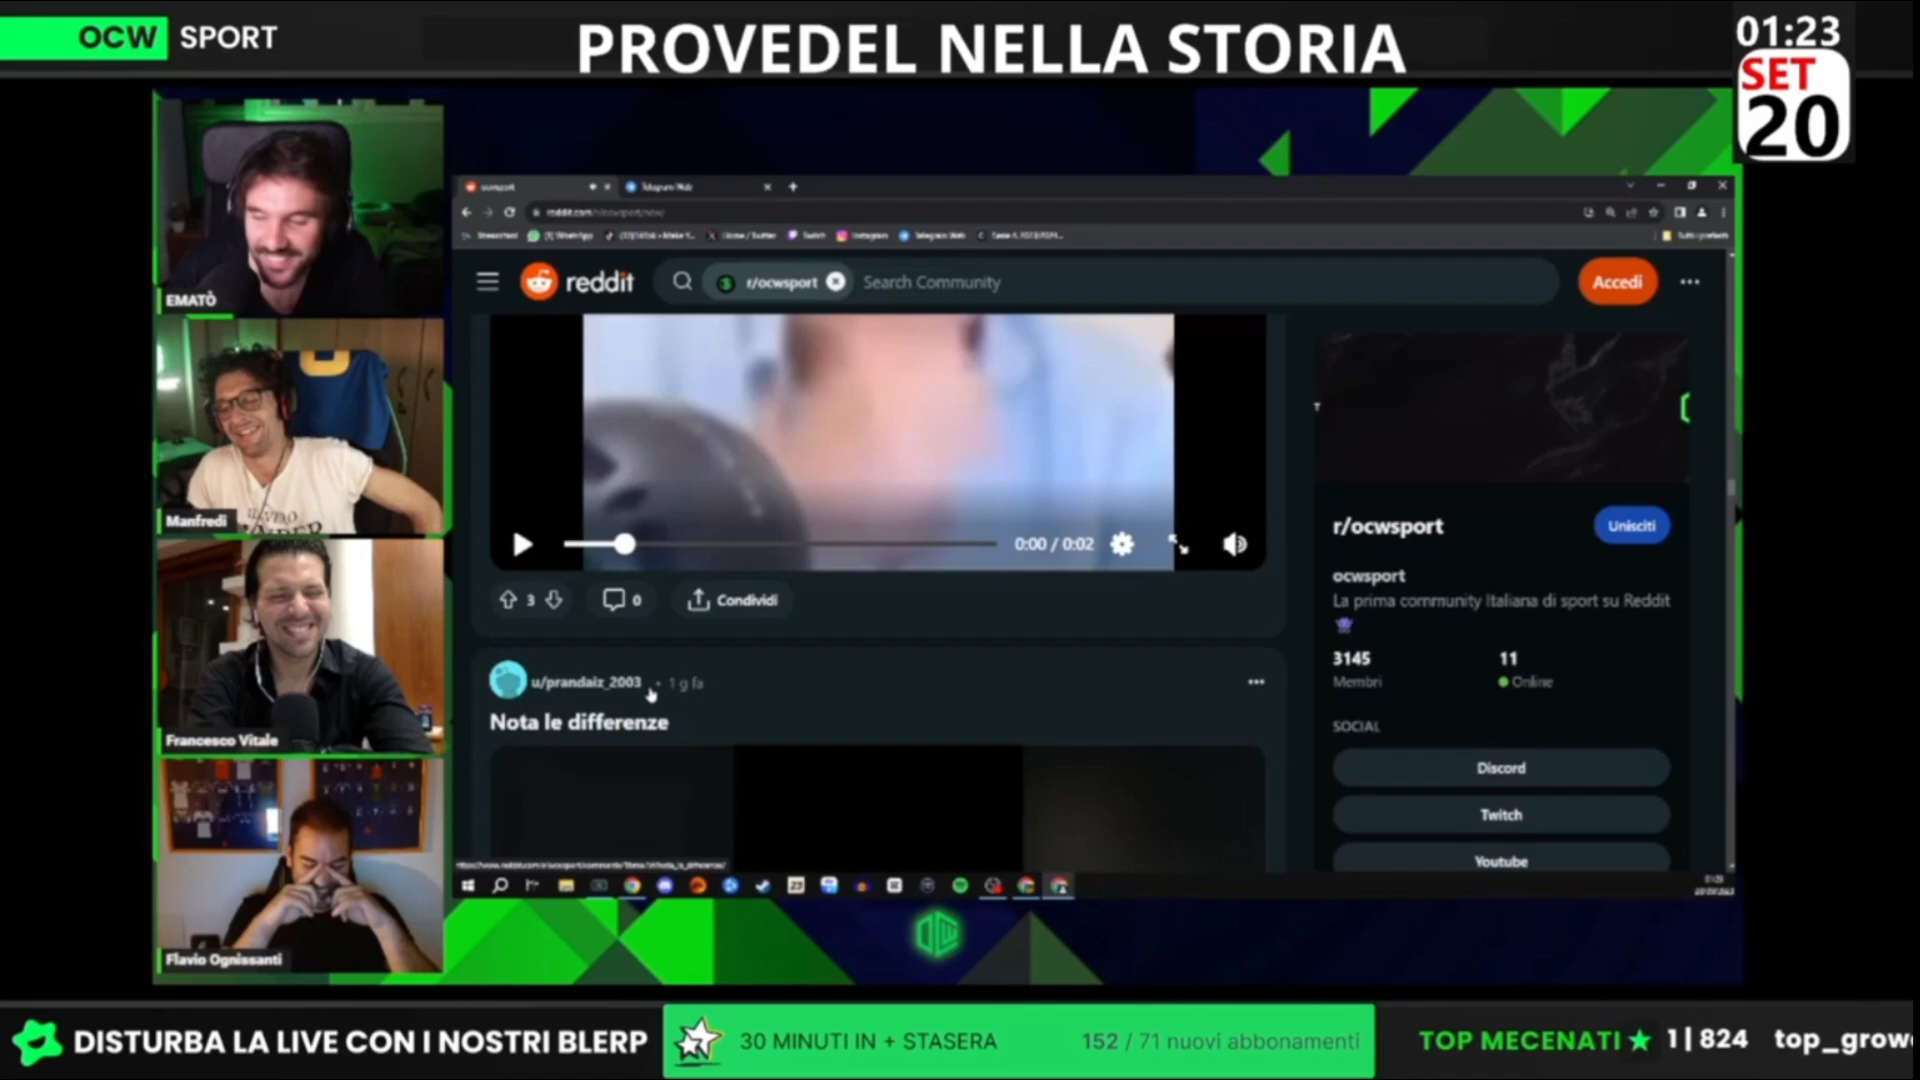 OCW SPORT
PROVEDEL NELLA STORIA
01:23
SET
20
EMATÒ
Manfredi
Francesco Vitale
Flavio Ognissanti
Telegram Web
reddit
r/ocwsport
Search Community
Accedi
0:00 / 0:02
3
0
Condividi
u/prandaiz_2003 • 1 g fa
Nota le differenze
r/ocwsport
Unisciti
ocwsport
La prima community Italiana di sport su Reddit
3145
11
Membri
Online
SOCIAL
Discord
Twitch
Youtube
DISTURBA LA LIVE CON I NOSTRI BLERP
30 MINUTI IN + STASERA
152 / 71 nuovi abbonamenti
TOP MECENATI
1 | 824